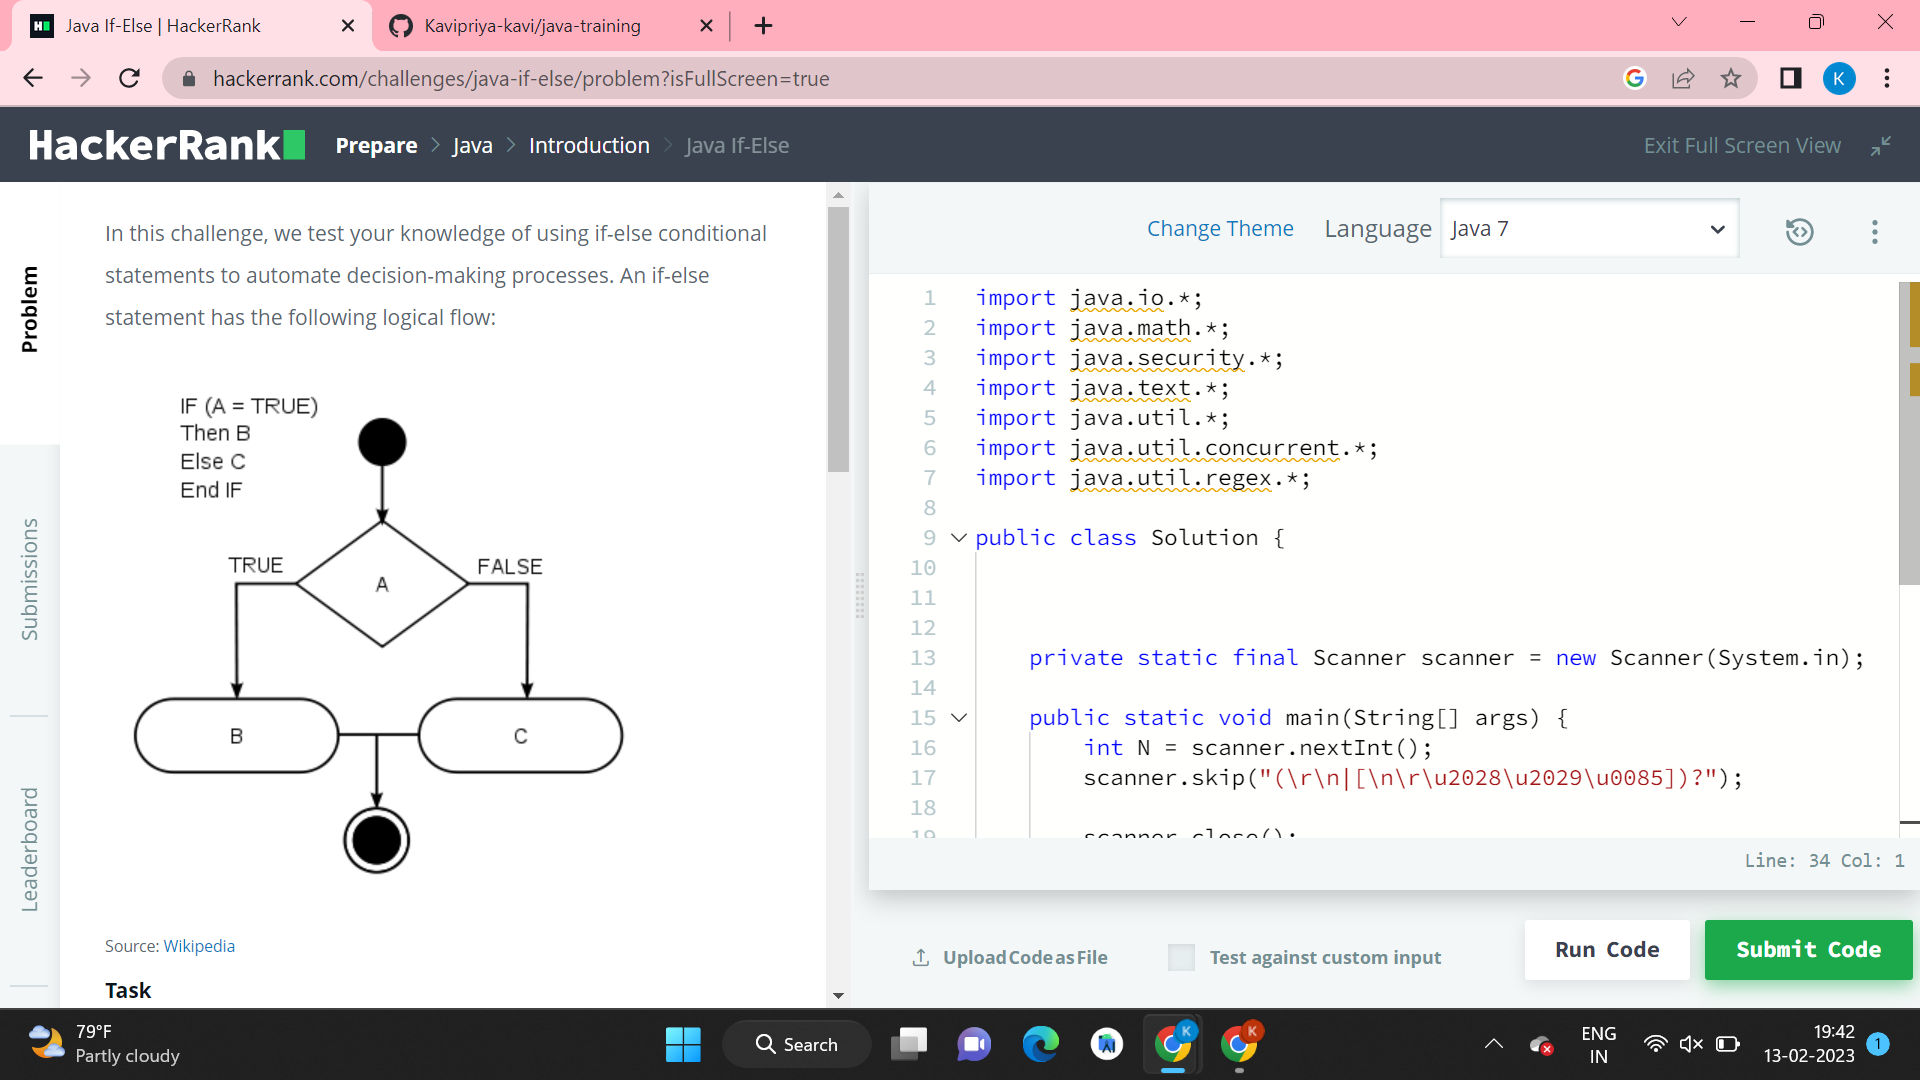 Java If-Else | HackerRank
Kavipriya-kavi/java-training
hackerrank.com/challenges/java-if-else/problem?isFullScreen=true
K
HackerRank
Prepare > Java > Introduction > Java If-Else
Exit Full Screen View
Problem
Submissions
Leaderboard
In this challenge, we test your knowledge of using if-else conditional
statements to automate decision-making processes. An if-else
statement has the following logical flow:
IF (A = TRUE)
Then B
Else C
End IF
TRUE
FALSE
A
B
C
Source: Wikipedia
Task
Change Theme
Language
Java 7
1 import java.io.*;
2 import java.math.*;
3 import java.security.*;
4 import java.text.*;
5 import java.util.*;
6 import java.util.concurrent.*;
7 import java.util.regex.*;
8
9 public class Solution {
10
11
12
13 private static final Scanner scanner = new Scanner(System.in);
14
15 public static void main(String[] args) {
16 int N = scanner.nextInt();
17 scanner.skip("(\r\n|[\n\r\u2028\u2029\u0085])?");
18
19 scanner.close();
Line: 34 Col: 1
Upload Code as File
Test against custom input
Run Code
Submit Code
79°F
Partly cloudy
Search
K
K
ENG
IN
19:42
13-02-2023
1